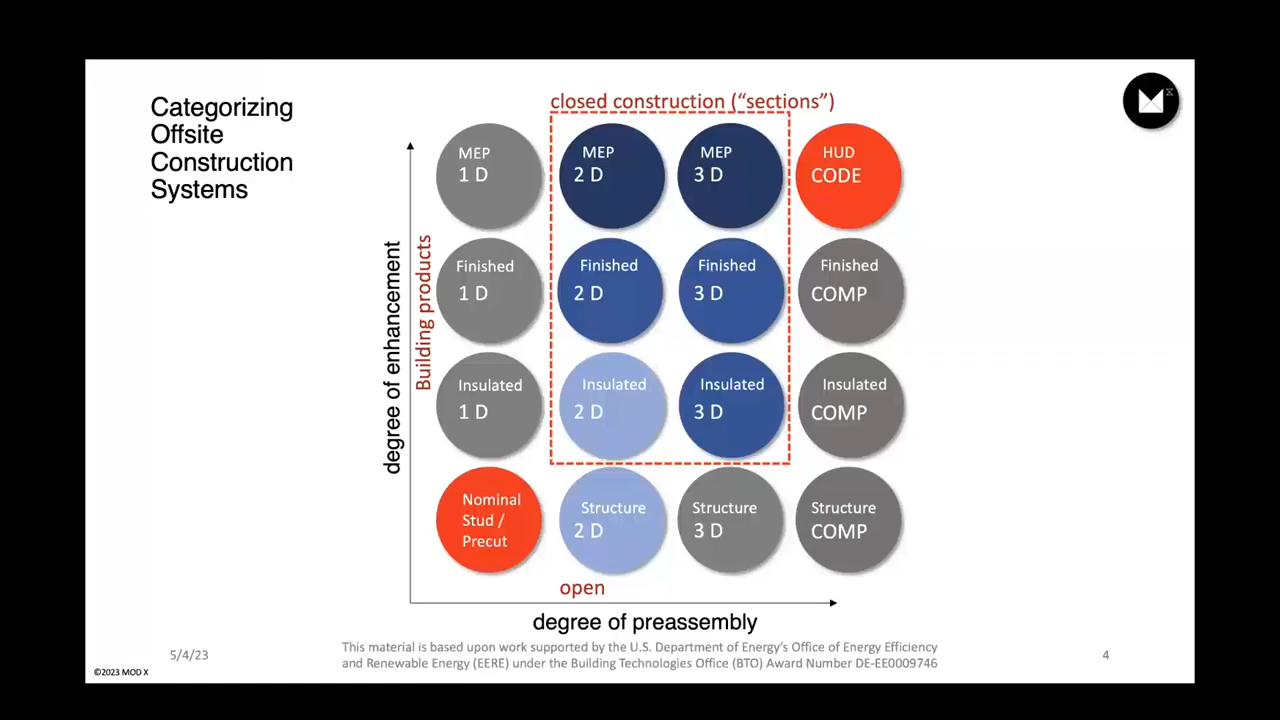 Categorizing
Offsite
Construction
Systems
closed construction (“sections”)
MEP
1 D
MEP
2 D
MEP
3 D
HUD
CODE
degree of enhancement
Building products
Finished
1 D
Finished
2 D
Finished
3 D
Finished
COMP
Insulated
1 D
Insulated
2 D
Insulated
3 D
Insulated
COMP
Nominal
Stud /
Precut
Structure
2 D
Structure
3 D
Structure
COMP
open
degree of preassembly
5/4/23
This material is based upon work supported by the U.S. Department of Energy’s Office of Energy Efficiency
and Renewable Energy (EERE) under the Building Technologies Office (BTO) Award Number DE-EE0009746
4
©2023 MOD X